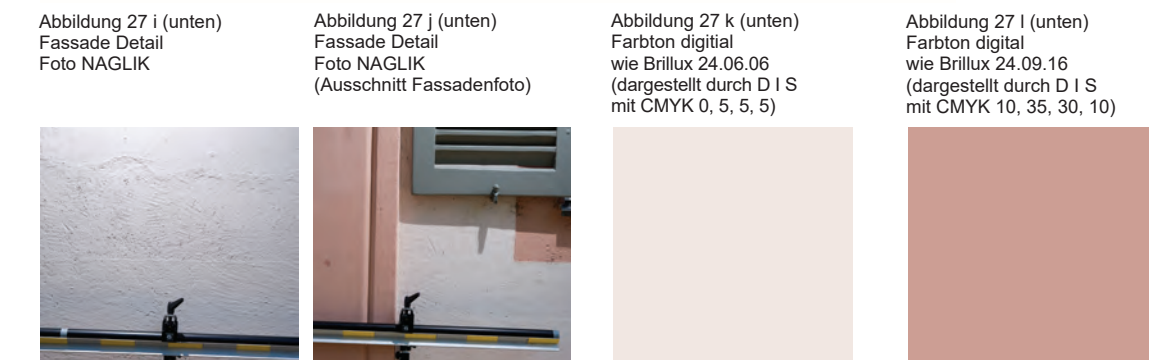 Abbildung 27 i (unten)
Fassade Detail
Foto NAGLIK
Abbildung 27 j (unten)
Fassade Detail
Foto NAGLIK
(Ausschnitt Fassadenfoto)
Abbildung 27 k (unten)
Farbton digitial
wie Brillux 24.06.06
(dargestellt durch D I S
mit CMYK 0, 5, 5, 5)
Abbildung 27 l (unten)
Farbton digital
wie Brillux 24.09.16
(dargestellt durch D I S
mit CMYK 10, 35, 30, 10)